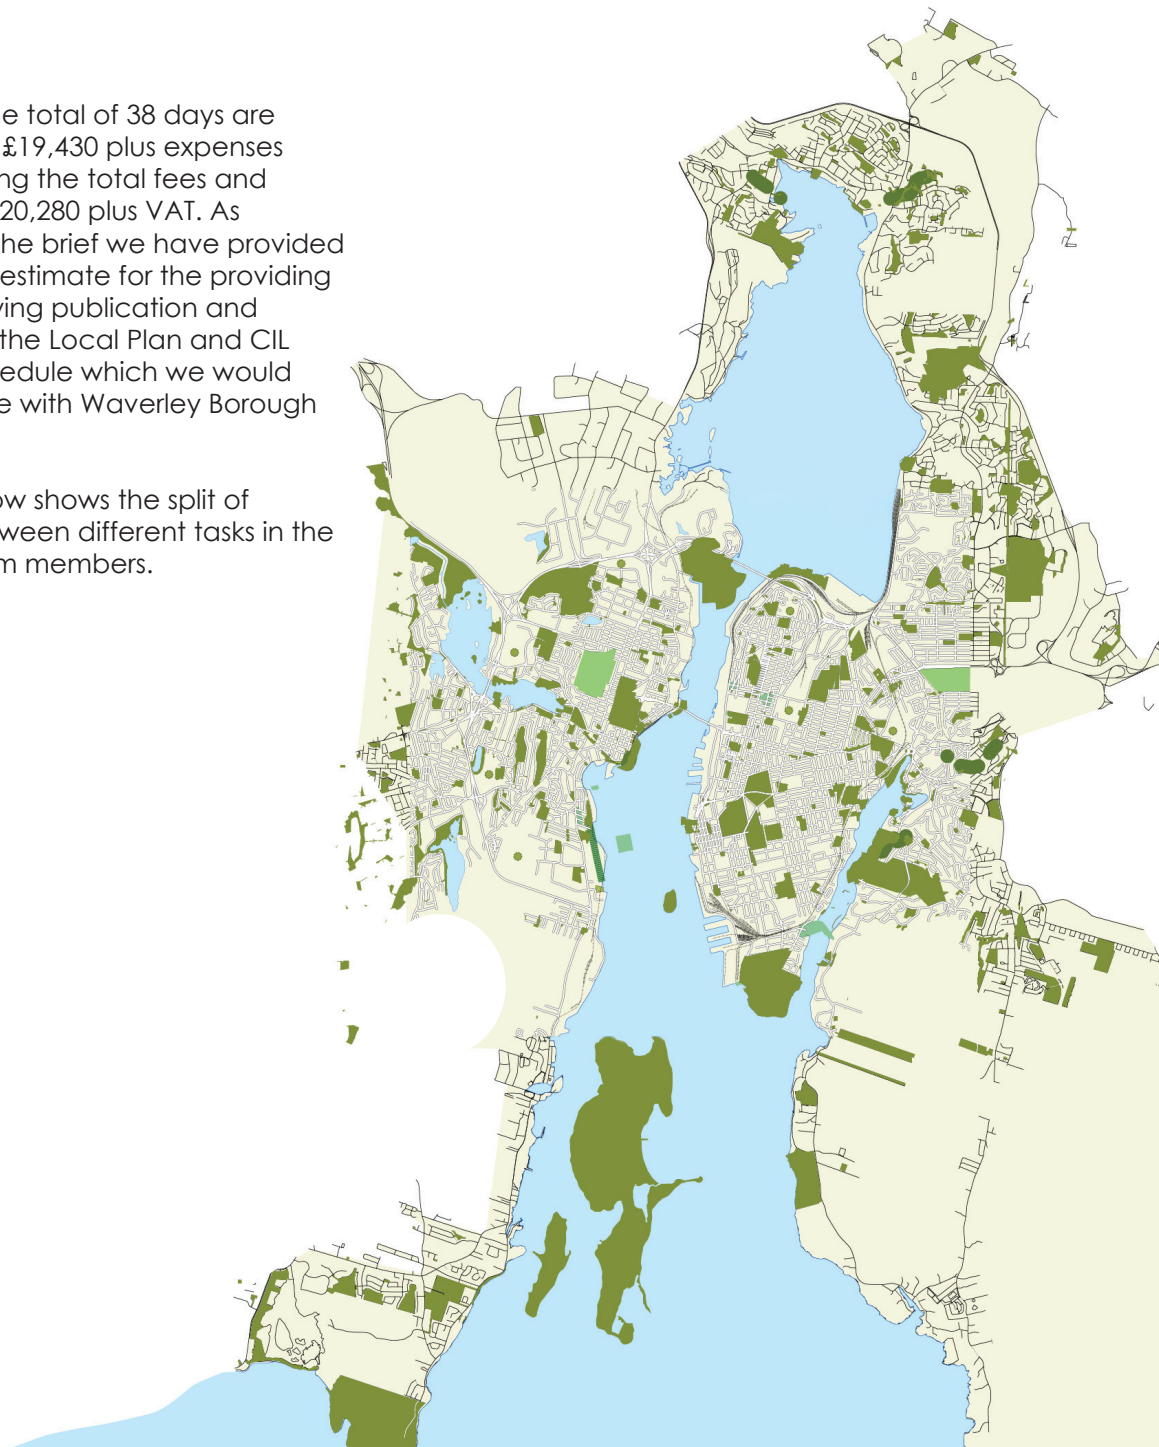 e total of 38 days are
£19,430 plus expenses
ng the total fees and
20,280 plus VAT. As
he brief we have provided
estimate for the providing
ving publication and
the Local Plan and CIL
edule which we would
e with Waverley Borough
ow shows the split of
ween different tasks in the
m members.